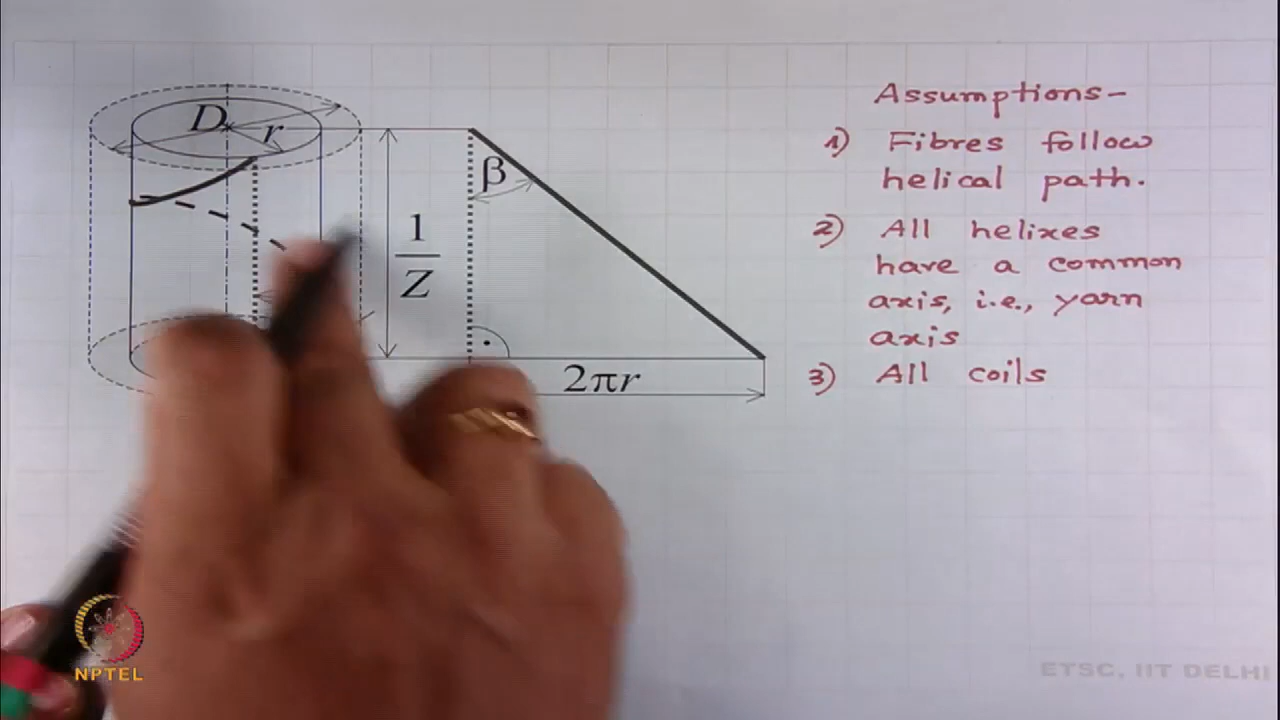 D
r
β
1
Z
2πr
Assumptions-
1) Fibres follow
helical path.
2) All helixes
have a common
axis, i.e., yarn
axis
3) All coils
NPTEL
ETSC, IIT DELHI